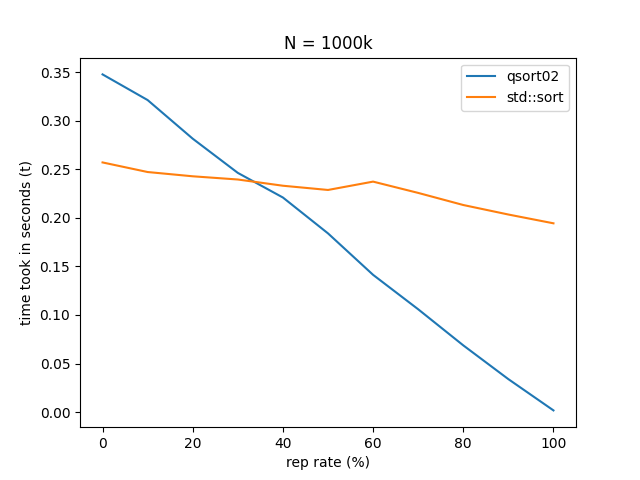 N = 1000k
qsort02
std::sort
time took in seconds (t)
0.35
0.30
0.25
0.20
0.15
0.10
0.05
0.00
0 20 40 60 80 100
rep rate (%)